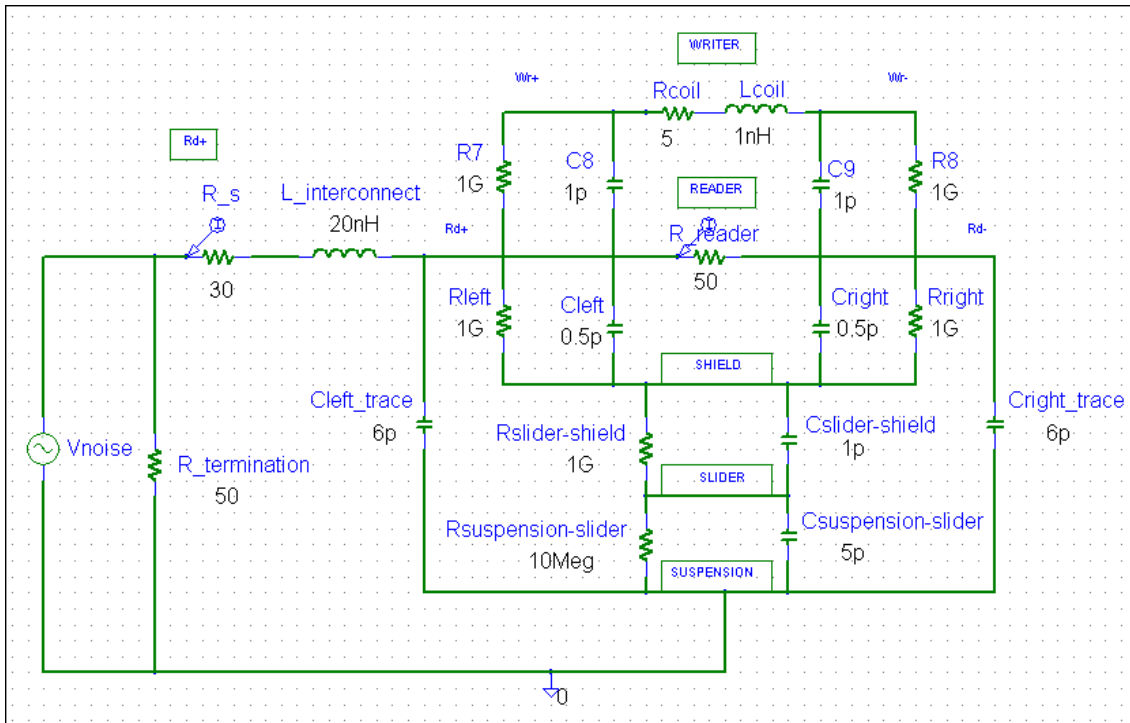 WRITER
Wr+
Wr-
Rcoil
Lcoil
5
1nH
Rd+
R7
1G
C8
1p
C9
1p
R8
1G
R_s
L_interconnect
20nH
READER
Rd+
R_reader
Rd-
30
50
Rleft
1G
Cleft
0.5p
Cright
0.5p
Rright
1G
SHIELD
Cleft_trace
6p
Rslider-shield
1G
Cslider-shield
1p
Cright_trace
6p
Vnoise
R_termination
50
SLIDER
Rsuspension-slider
10Meg
Csuspension-slider
5p
SUSPENSION
0